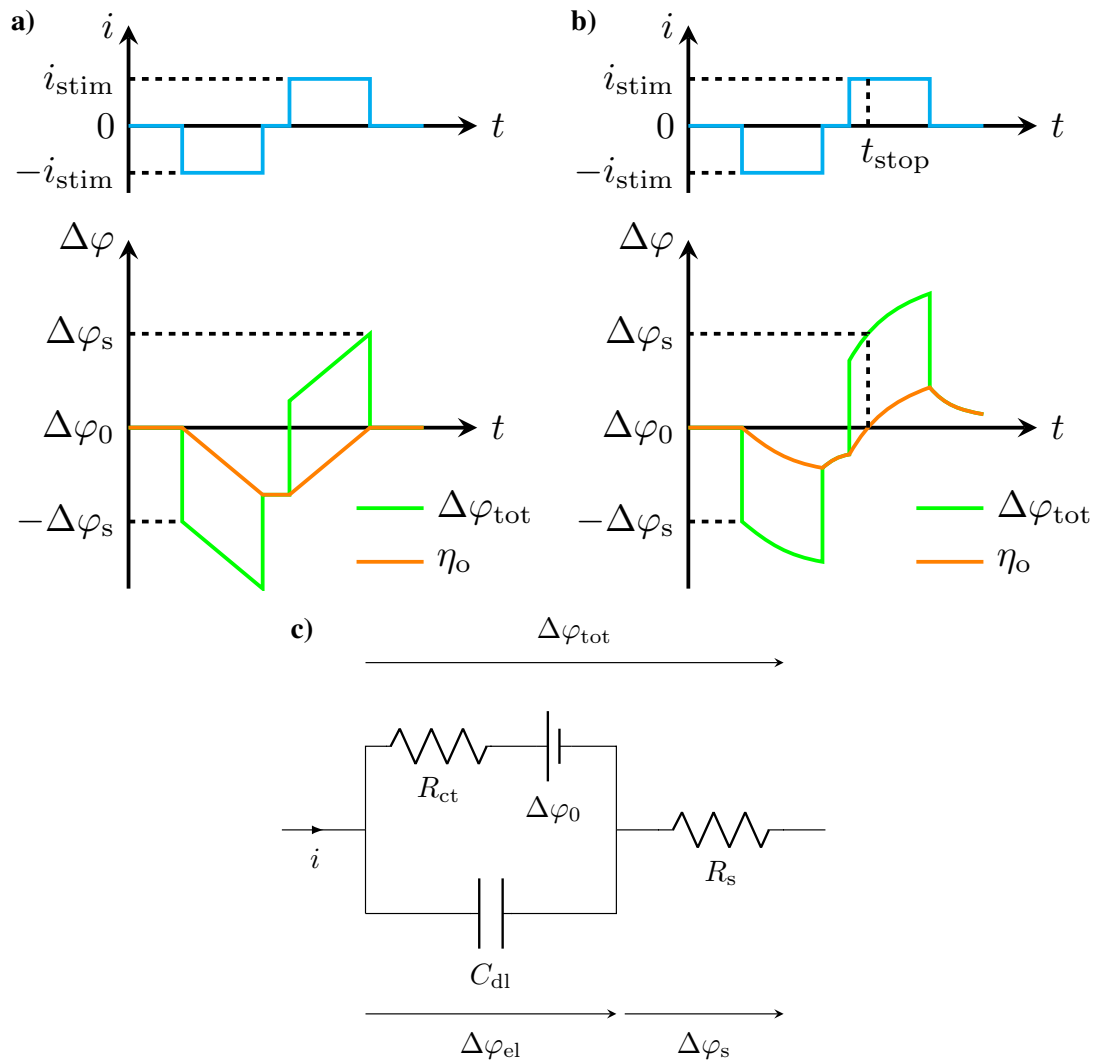 a)
i
i_stim
0
t
−i_stim
Δφ
Δφ_s
Δφ_0
t
−Δφ_s
Δφ_tot
η_o
b)
i
i_stim
0
t
t_stop
−i_stim
Δφ
Δφ_s
Δφ_0
t
−Δφ_s
Δφ_tot
η_o
c)
Δφ_tot
R_ct
Δφ_0
i
R_s
C_dl
Δφ_el
Δφ_s